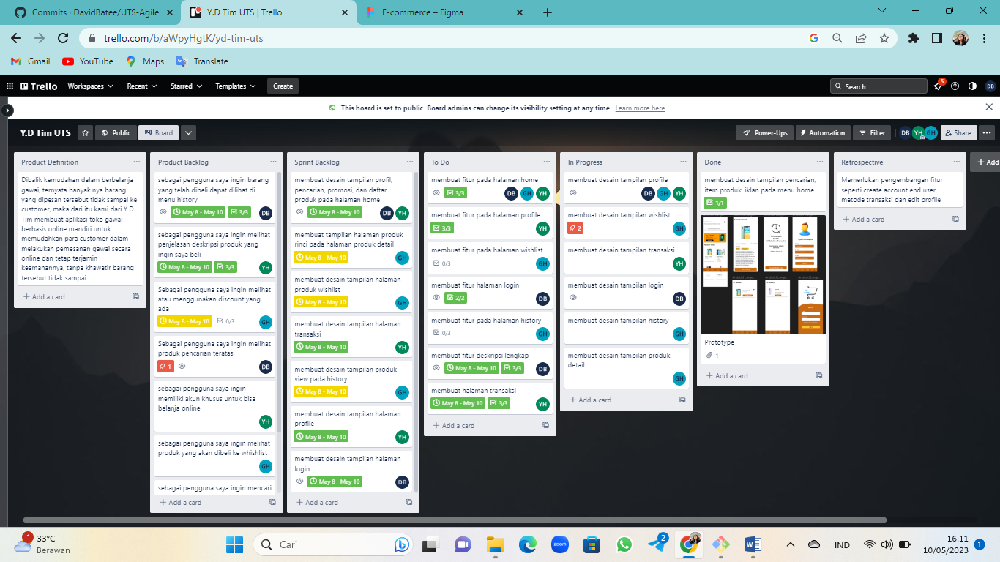 Commits · DavidBatee/UTS-Agile
Y.D Tim UTS | Trello
E-commerce – Figma
trello.com/b/aWpyHgtK/yd-tim-uts
Gmail
YouTube
Maps
Translate
Trello
Workspaces
Recent
Starred
Templates
Create
Search
5
DB
This board is set to public. Board admins can change its visibility setting at any time. Learn more here
Y.D Tim UTS
Public
Board
Power-Ups
Automation
Filter
DB
YH
GH
Share
Product Definition
Dibalik kemudahan dalam berbelanja
gawai, ternyata banyak nya barang
yang dipesan tersebut tidak sampai ke
customer, maka dari itu kami dari Y.D
Tim membuat aplikasi toko gawai
berbasis online mandiri untuk
memudahkan para customer dalam
melakukan pemesanan gawai secara
online dan tetap terjamin
keamanannya, tanpa khawatir barang
tersebut tidak sampai
+ Add a card
Product Backlog
sebagai pengguna saya ingin barang
yang telah dibeli dapat dilihat di
menu history
May 8 - May 10
3/3
DB
sebagai pengguna saya ingin melihat
penjelasan deskripsi produk yang
ingin saya beli
May 8 - May 10
3/3
YH
Sebagai pengguna saya ingin melihat
atau menggunakan discount yang
ada
May 8 - May 10
0/3
GH
Sebagai pengguna saya ingin melihat
produk pencarian teratas
1
DB
sebagai pengguna saya ingin
memiliki akun khusus untuk bisa
belanja online
YH
sebagai pengguna saya ingin melihat
produk yang akan dibeli ke whishlist
GH
sebagai pengguna saya ingin mencari
+ Add a card
Sprint Backlog
membuat desain tampilan profil,
pencarian, promosi, dan daftar
produk pada halaman home
May 8 - May 10
DB
YH
membuat tampilan halaman produk
rinci pada halaman produk detail
May 8 - May 10
GH
membuat desain tampilan halaman
produk wishlist
May 8 - May 10
GH
membuat desain tampilan halaman
transaksi
May 8 - May 10
YH
membuat desain tampilan produk
view pada history
May 8 - May 10
GH
membuat desain tampilan halaman
profile
May 8 - May 10
YH
membuat desain tampilan halaman
login
May 8 - May 10
DB
+ Add a card
To Do
membuat fitur pada halaman home
3/3
DB
GH
YH
membuat fitur pada halaman profile
3/3
YH
membuat fitur pada halaman wishlist
0/3
GH
membuat fitur halaman login
2/2
DB
membuat fitur pada halaman history
0/3
GH
membuat fitur deskripsi lengkap
May 8 - May 10
3/3
DB
membuat halaman transaksi
May 8 - May 10
3/3
YH
+ Add a card
In Progress
membuat desain tampilan profile
DB
GH
YH
membuat desain tampilan wishlist
2
GH
membuat desain tampilan transaksi
YH
membuat desain tampilan login
DB
membuat desain tampilan history
GH
membuat desain tampilan produk
detail
GH
+ Add a card
Done
membuat desain tampilan pencarian,
item produk, iklan pada menu home
1/1
Prototype
1
+ Add a card
Retrospective
Memerlukan pengembangan fitur
seperti create account end user,
metode transaksi dan edit profile
+ Add a card
+ Add
1
33°C
Berawan
Cari
zoom
2
IND
16.11
10/05/2023
1